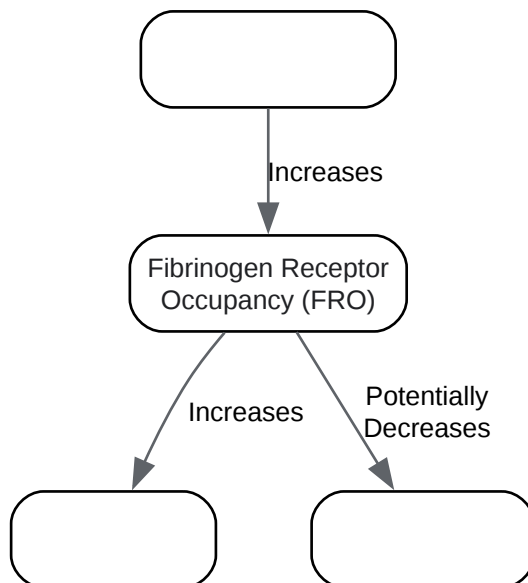 Increases
Fibrinogen Receptor
Occupancy (FRO)
Increases
Potentially
Decreases